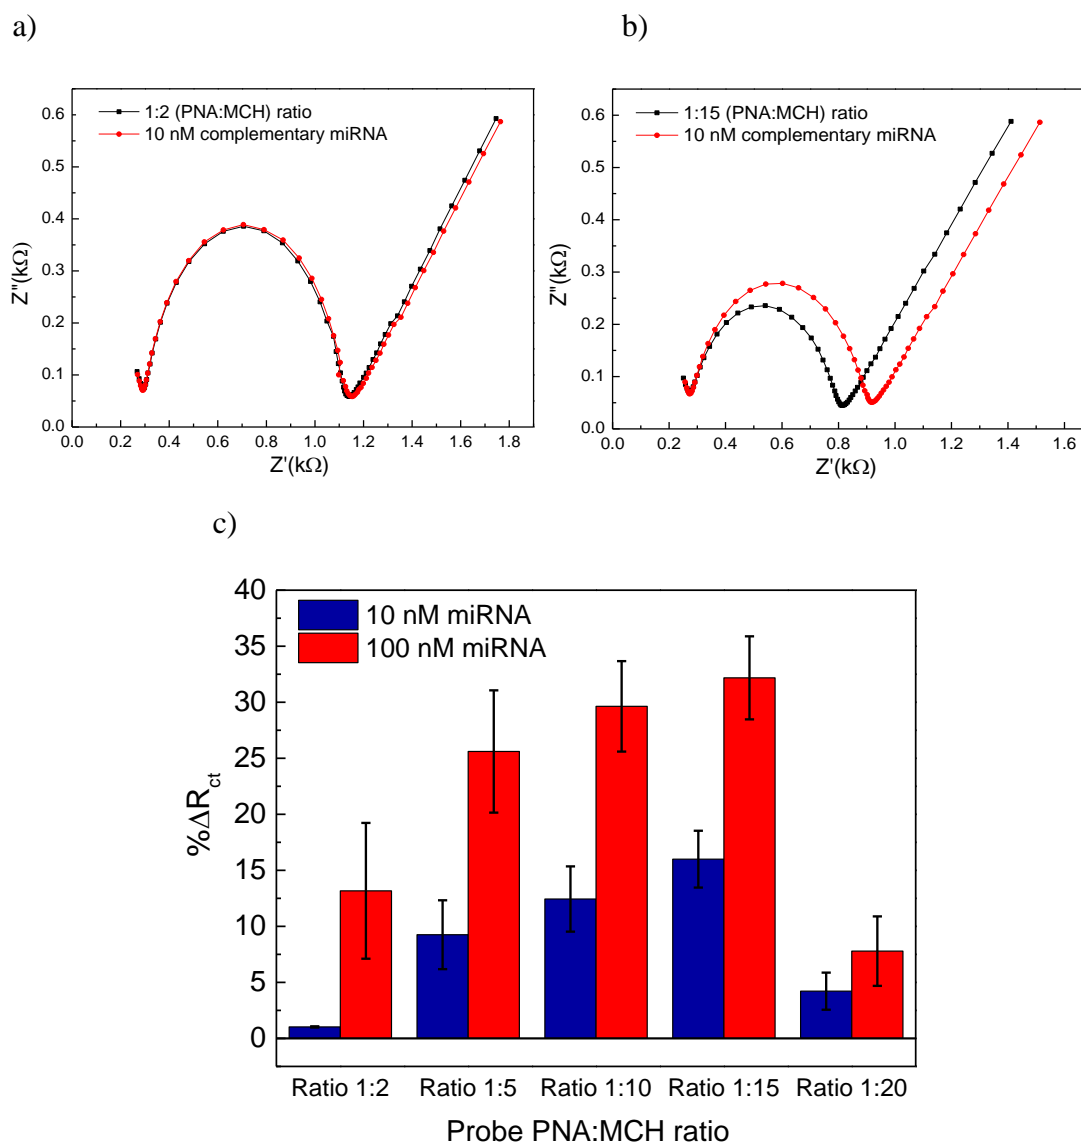 a)
b)
1:2 (PNA:MCH) ratio
10 nM complementary miRNA
0.6
0.5
0.4
0.3
0.2
0.1
0.0
Z"(kΩ)
0.0 0.2 0.4 0.6 0.8 1.0 1.2 1.4 1.6 1.8
Z'(kΩ)
1:15 (PNA:MCH) ratio
10 nM complementary miRNA
0.6
0.5
0.4
0.3
0.2
0.1
0.0
Z"(kΩ)
0.0 0.2 0.4 0.6 0.8 1.0 1.2 1.4 1.6
Z'(kΩ)
c)
10 nM miRNA
100 nM miRNA
40
35
30
25
20
15
10
5
0
%ΔRct
Ratio 1:2 Ratio 1:5 Ratio 1:10 Ratio 1:15 Ratio 1:20
Probe PNA:MCH ratio